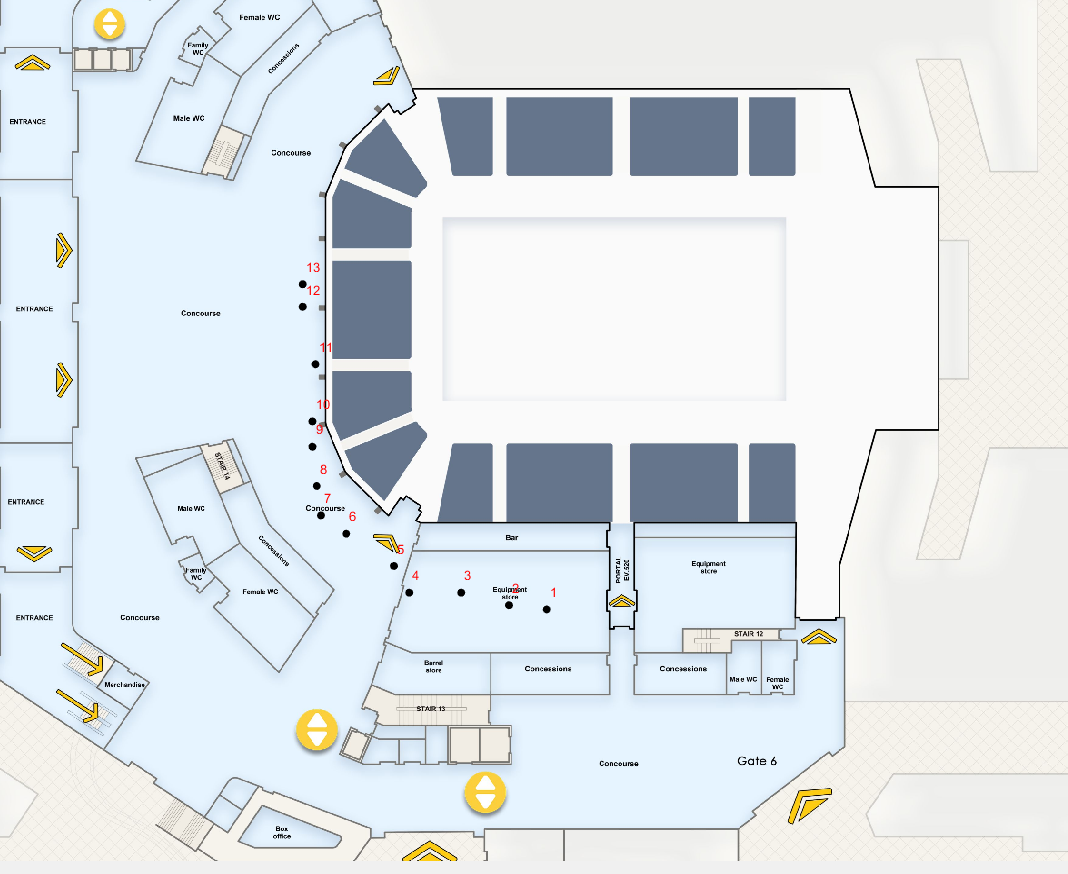 Female WC
Family
WC
Concessions
Male WC
ENTRANCE
Concourse
13
12
ENTRANCE
Concourse
11
10
9
8
7
Concourse
6
5
4
3
2
1
STAIR 14
ENTRANCE
Male WC
Concessions
Family
WC
Female WC
Bar
Equipment
store
PORTAL
EV.520
Equipment
store
ENTRANCE
Concourse
STAIR 12
Barrel
store
Concessions
Concessions
Male WC
Female
WC
Merchandise
STAIR 13
Concourse
Gate 6
Box
office